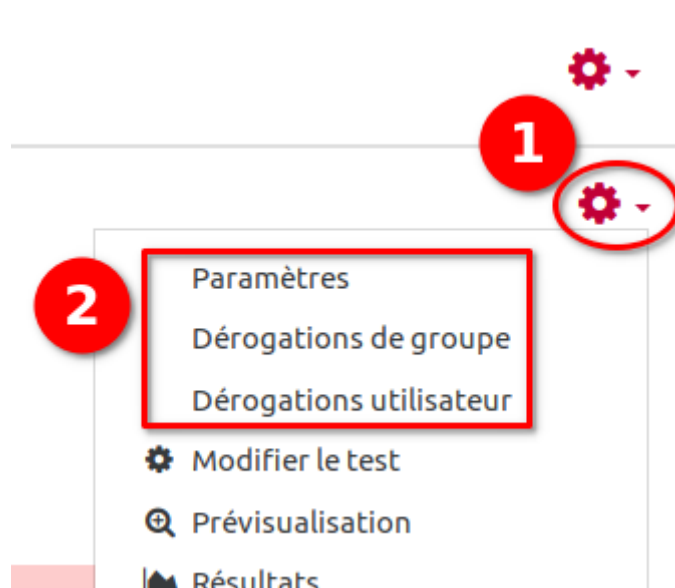 1
2
Paramètres
Dérogations de groupe
Dérogations utilisateur
Modifier le test
Prévisualisation
Résultats